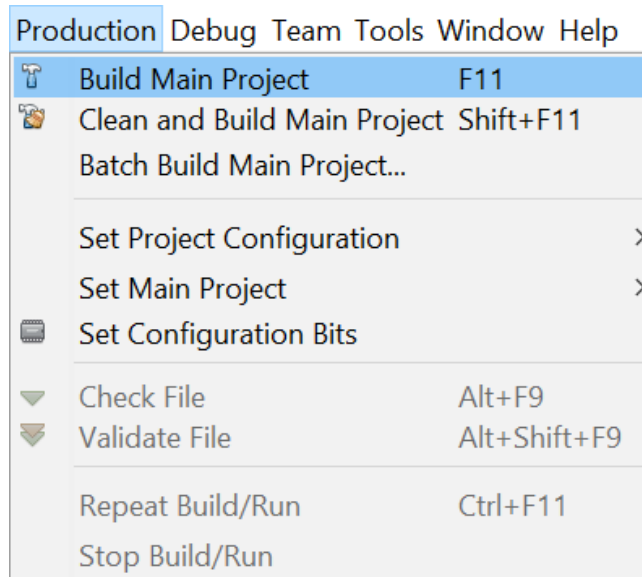 Production Debug Team Tools Window Help
Build Main Project F11
Clean and Build Main Project Shift+F11
Batch Build Main Project...
Set Project Configuration
Set Main Project
Set Configuration Bits
Check File Alt+F9
Validate File Alt+Shift+F9
Repeat Build/Run Ctrl+F11
Stop Build/Run